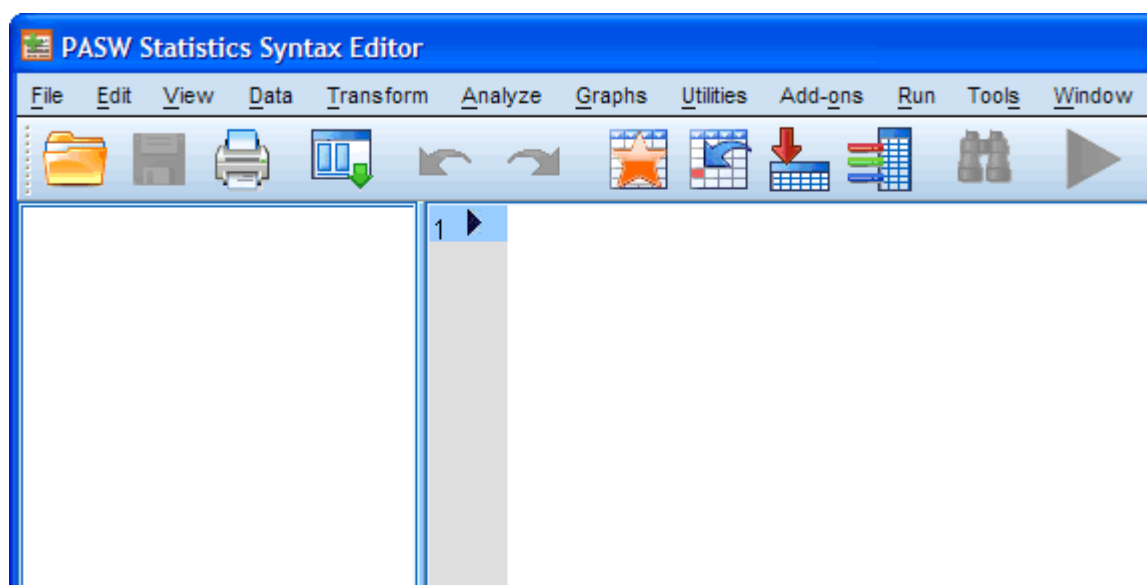 PASW Statistics Syntax Editor
File Edit View Data Transform Analyze Graphs Utilities Add-ons Run Tools Window
1